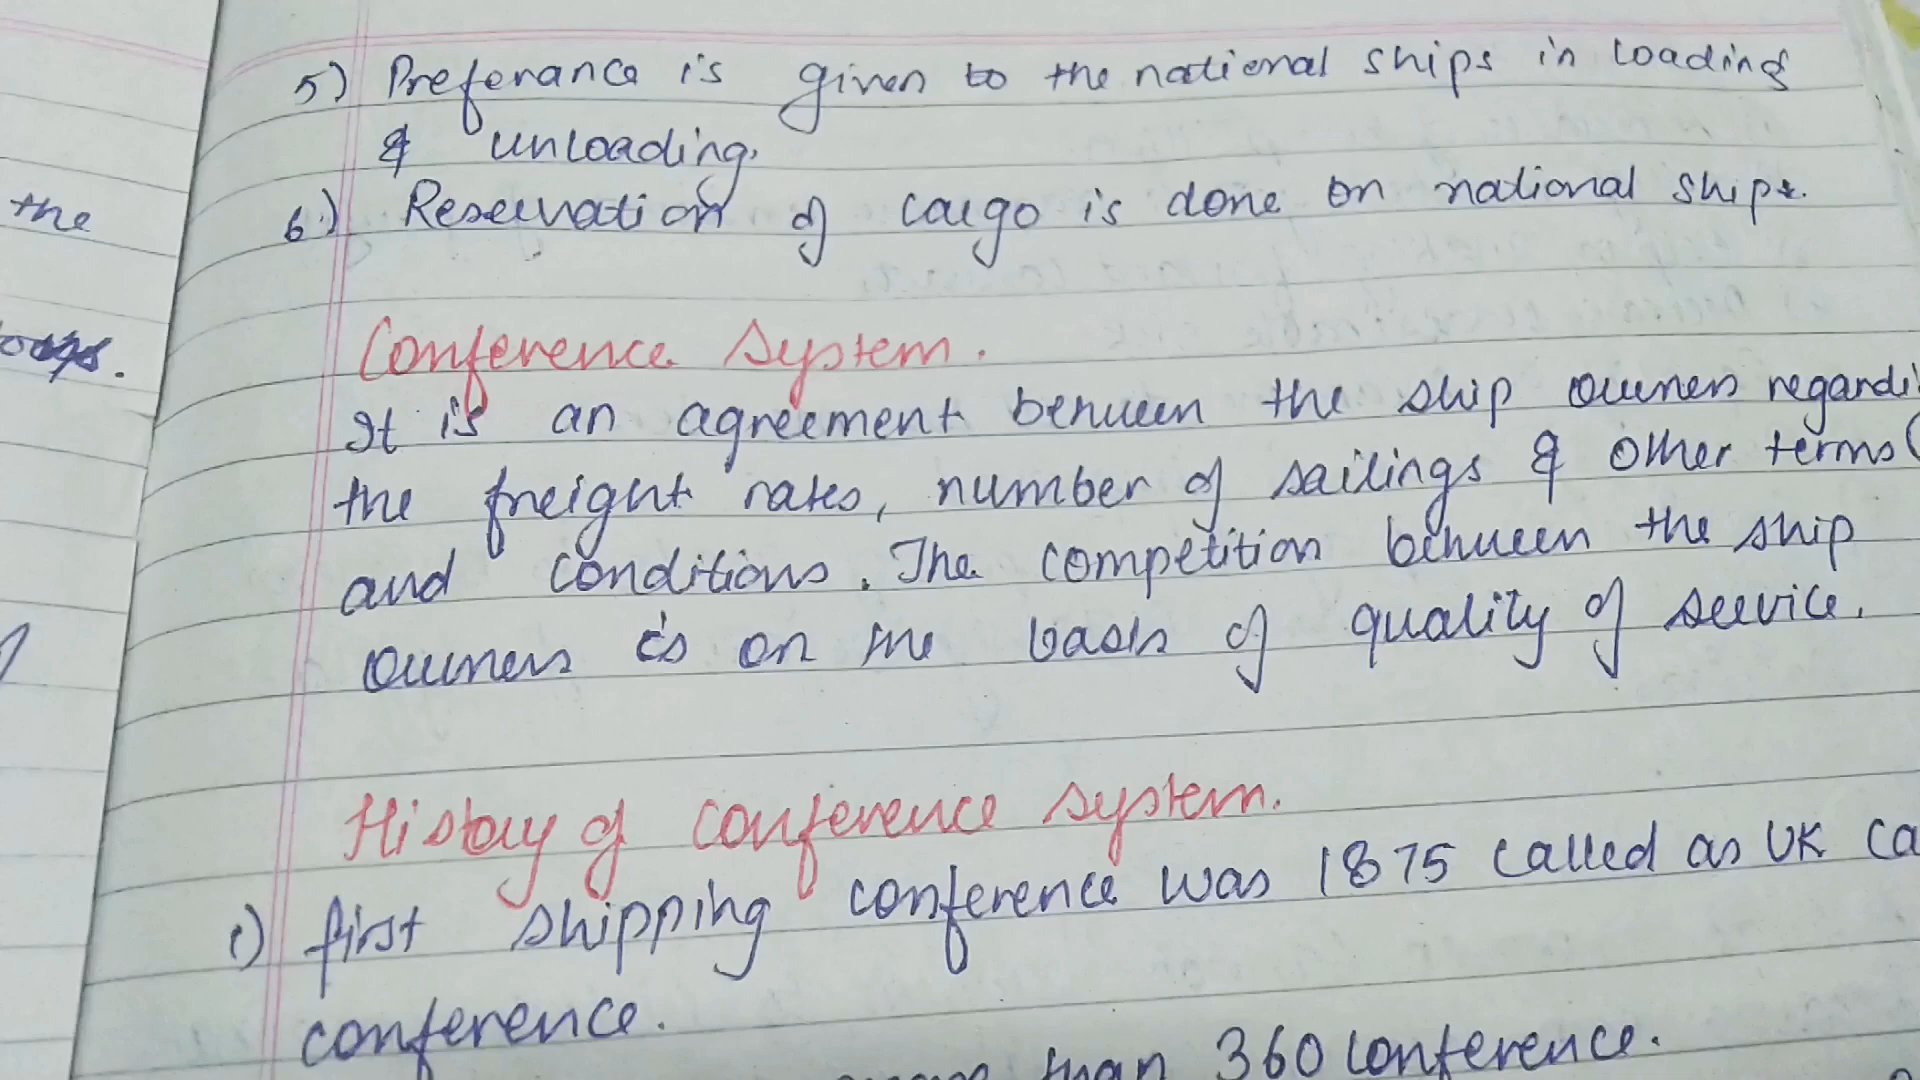 5) Preferance is given to the national ships in loading
& unloading.
6.) Reservation of cargo is done on national ships.
the
Conference System.
It is an agreement between the ship owners regardi
the freight rates, number of sailings & other terms
and conditions. The competition between the ship
owners is on the basis of quality of service.
History of conference system.
1) first shipping conference was 1875 called as UK Ca
conference.
than 360 conference.